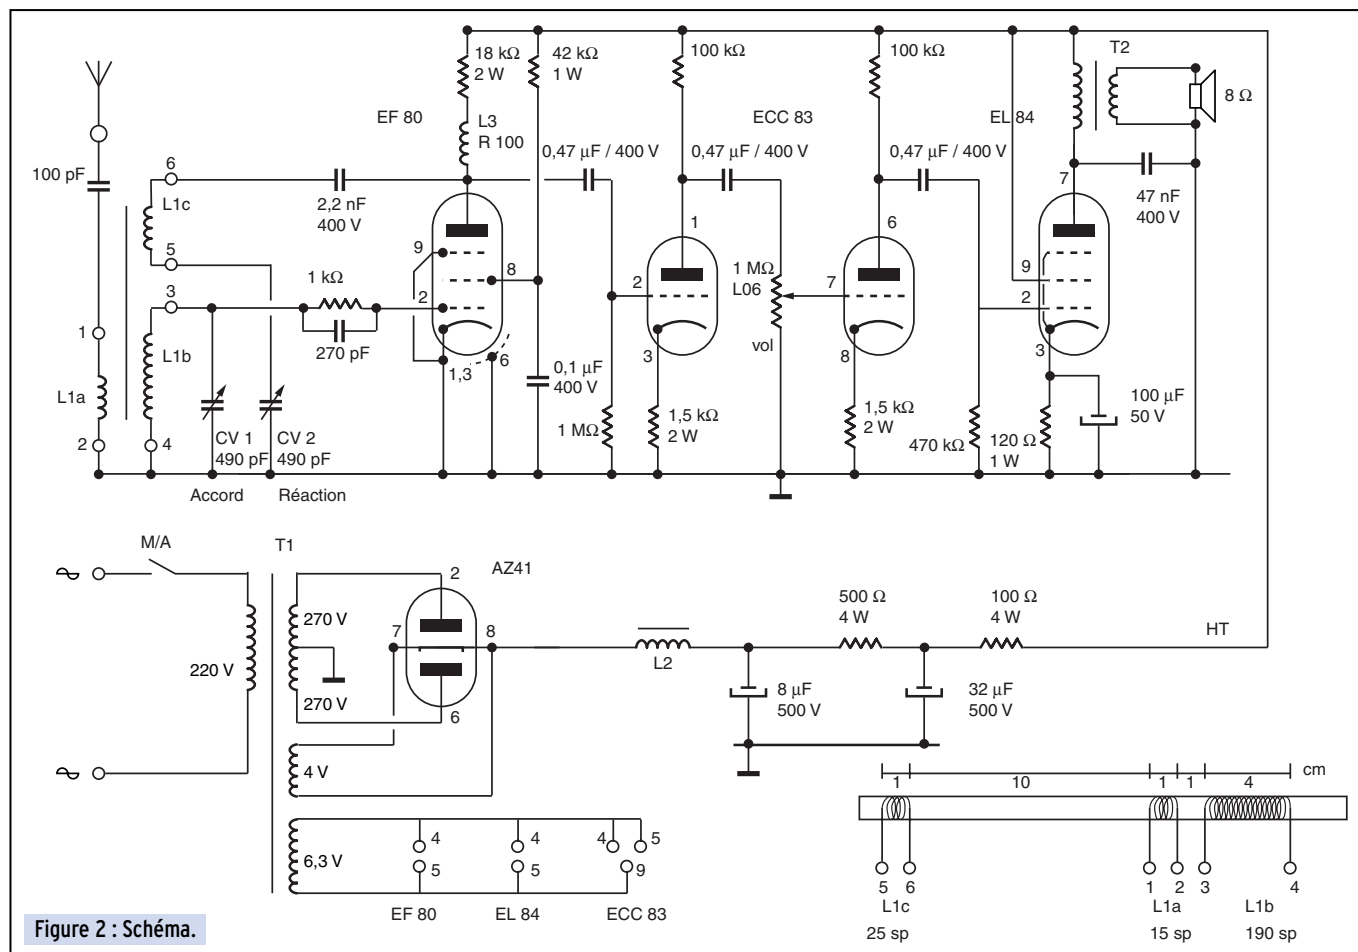 18 kΩ
2 W
42 kΩ
1 W
100 kΩ
100 kΩ
T2
8 Ω
EF 80
L3
R 100
ECC 83
EL 84
0,47 µF / 400 V
0,47 µF / 400 V
0,47 µF / 400 V
100 pF
6
L1c
5
2,2 nF
400 V
7
47 nF
400 V
1
6
9
8
2
1 kΩ
270 pF
3
1
L1b
L1a
2
4
2
1 MΩ
L06
vol
7
9
2
3
8
3
1,3
6
0,1 µF
400 V
1 MΩ
1,5 kΩ
2 W
1,5 kΩ
2 W
470 kΩ
120 Ω
1 W
100 µF
50 V
CV 1
490 pF
CV 2
490 pF
Accord
Réaction
M/A
T1
2
AZ41
270 V
7
8
220 V
270 V
6
4 V
6,3 V
L2
500 Ω
4 W
100 Ω
4 W
HT
8 µF
500 V
32 µF
500 V
4
5
4
5
4
5
9
EF 80
EL 84
ECC 83
1
10
1
1
4
cm
5
6
1
2
3
4
L1c
L1a
L1b
25 sp
15 sp
190 sp
Figure 2 : Schéma.